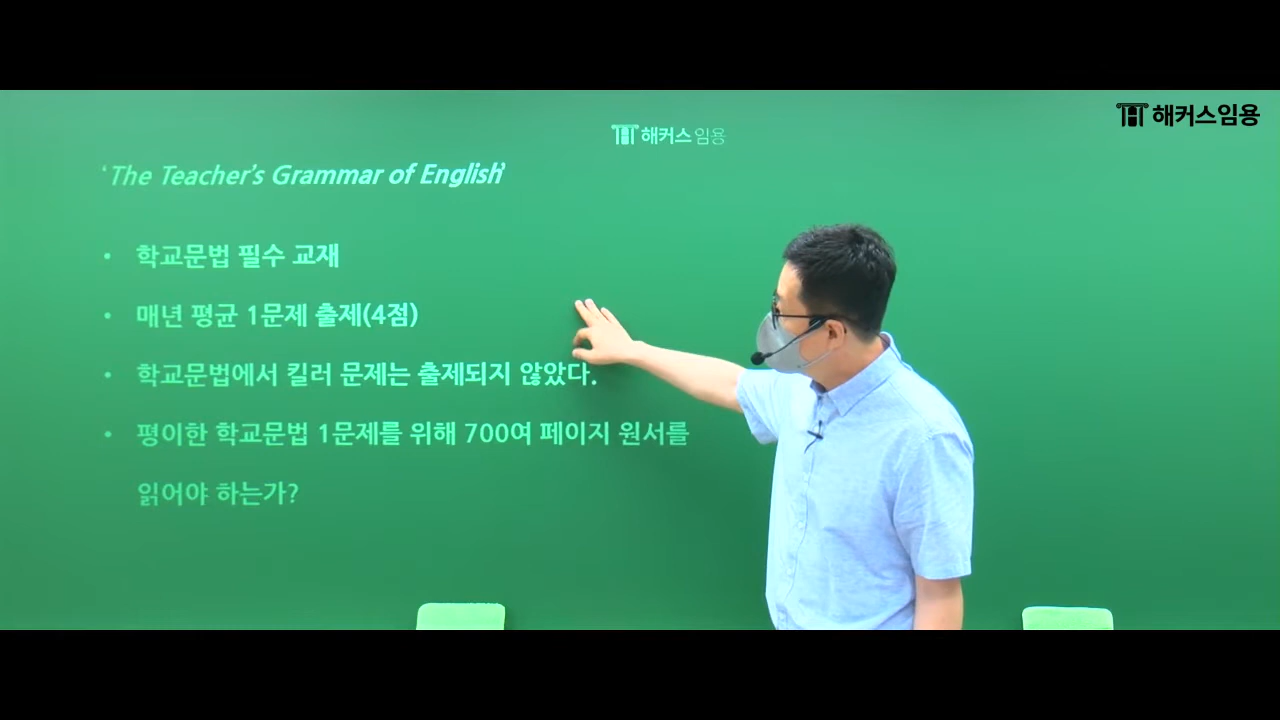 해커스임용
해커스임용
‘The Teacher’s Grammar of English’
• 학교문법 필수 교재
• 매년 평균 1문제 출제(4점)
• 학교문법에서 킬러 문제는 출제되지 않았다.
• 평이한 학교문법 1문제를 위해 700여 페이지 원서를
읽어야 하는가?